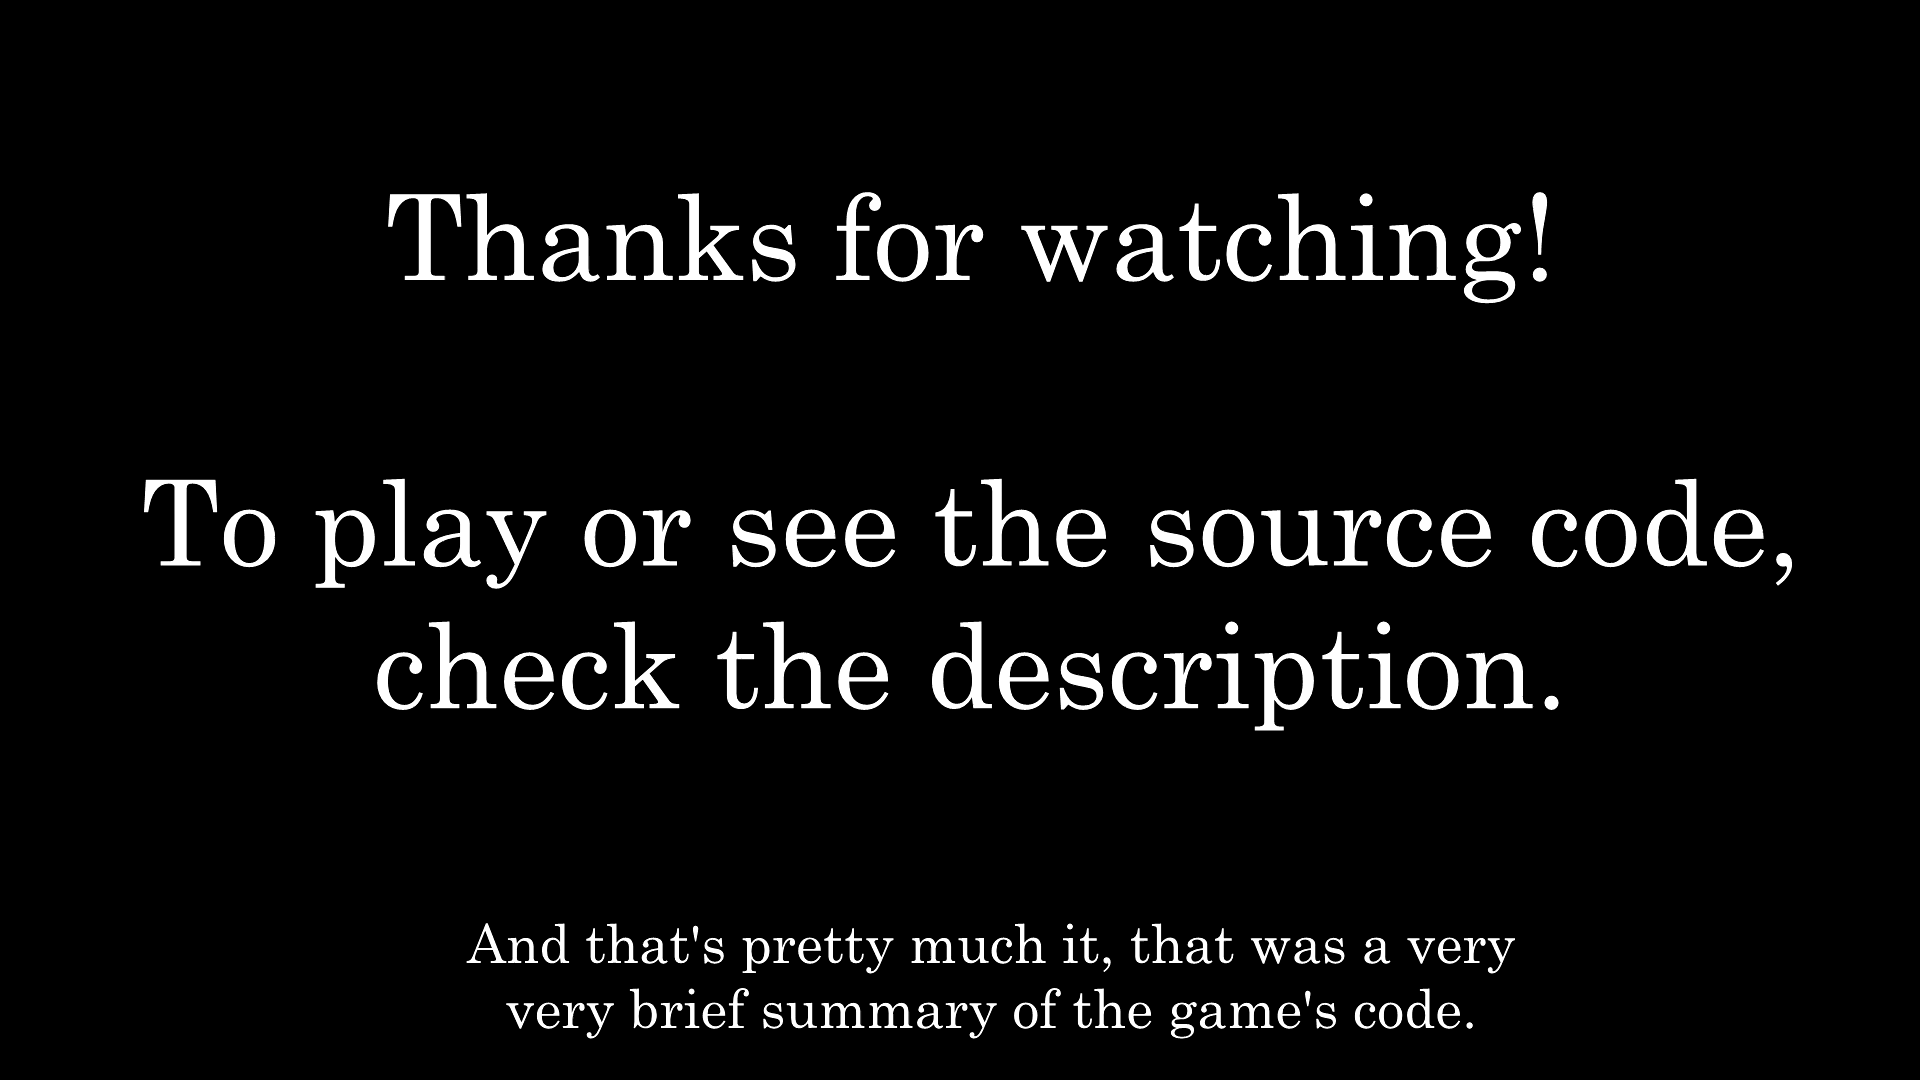 Thanks for watching!
To play or see the source code,
check the description.
And that's pretty much it, that was a very
very brief summary of the game's code.